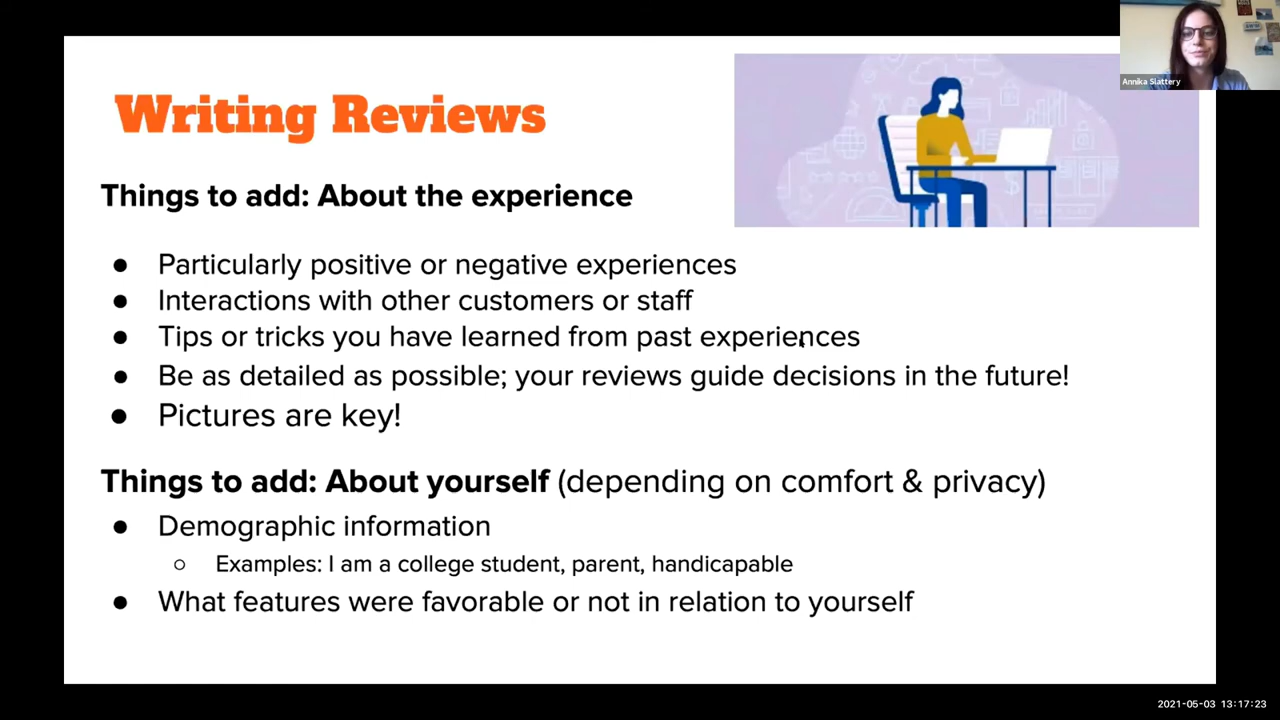 Annika Slattery
Writing Reviews
Things to add: About the experience
● Particularly positive or negative experiences
● Interactions with other customers or staff
● Tips or tricks you have learned from past experiences
● Be as detailed as possible; your reviews guide decisions in the future!
● Pictures are key!
Things to add: About yourself (depending on comfort & privacy)
● Demographic information
○ Examples: I am a college student, parent, handicapable
● What features were favorable or not in relation to yourself
2021-05-03 13:17:23